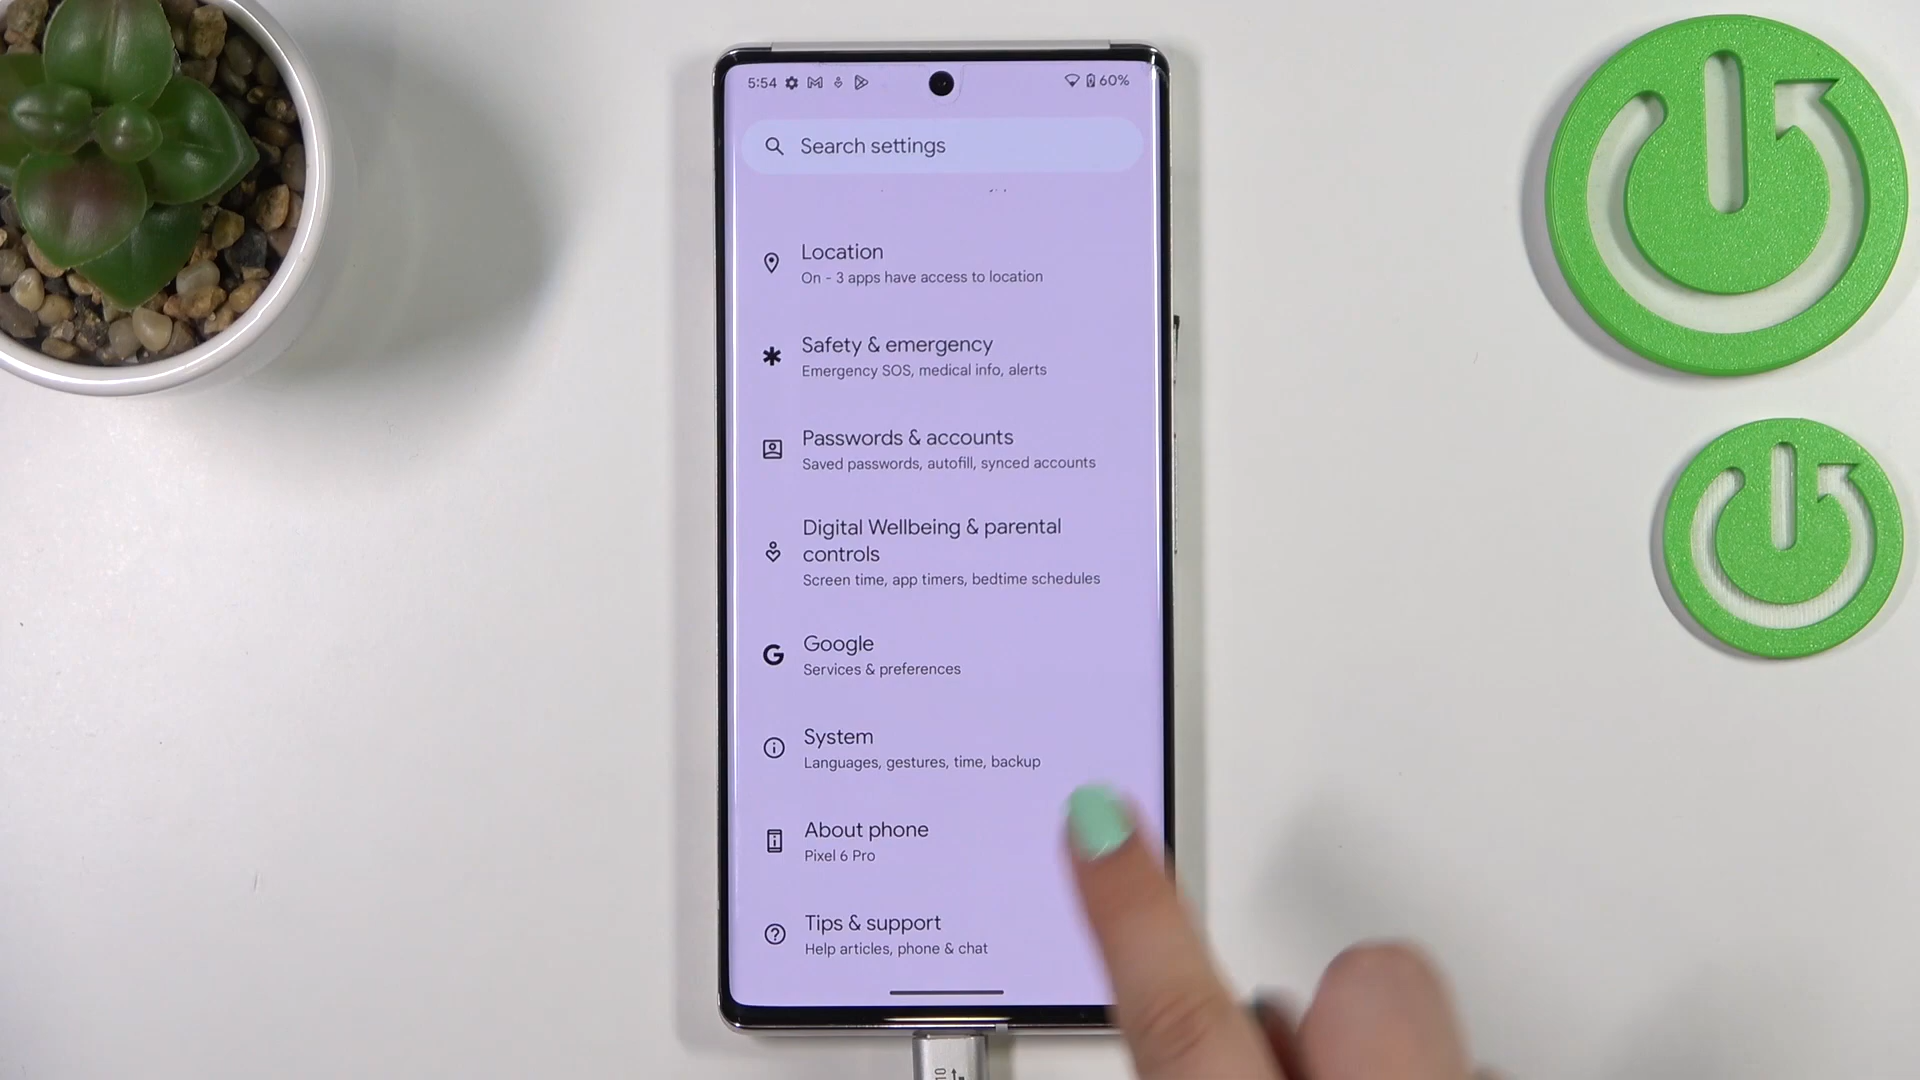 5:54 60%
Search settings
Location
On - 3 apps have access to location
Safety & emergency
Emergency SOS, medical info, alerts
Passwords & accounts
Saved passwords, autofill, synced accounts
Digital Wellbeing & parental
controls
Screen time, app timers, bedtime schedules
Google
Services & preferences
System
Languages, gestures, time, backup
About phone
Pixel 6 Pro
Tips & support
Help articles, phone & chat
10